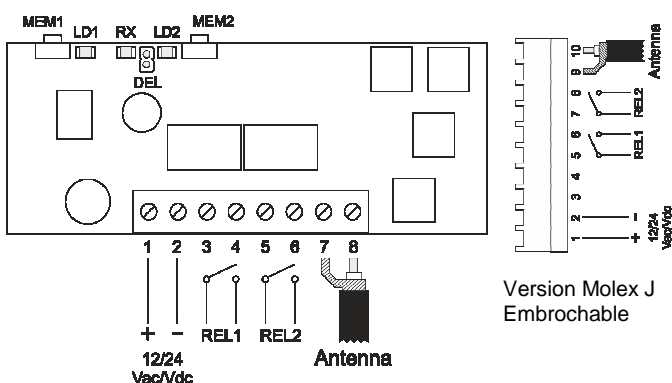 MEM1 LD1 RX LD2 MEM2
DEL
1 2 3 4 5 6 7 8
+ - REL1 REL2
12/24
Vac/Vdc
Antenna
10 Antenna
9
8 REL2
7
6 REL1
5
4
3
2 -
1 + 12/24 Vac/Vdc
Version Molex J
Embrochable